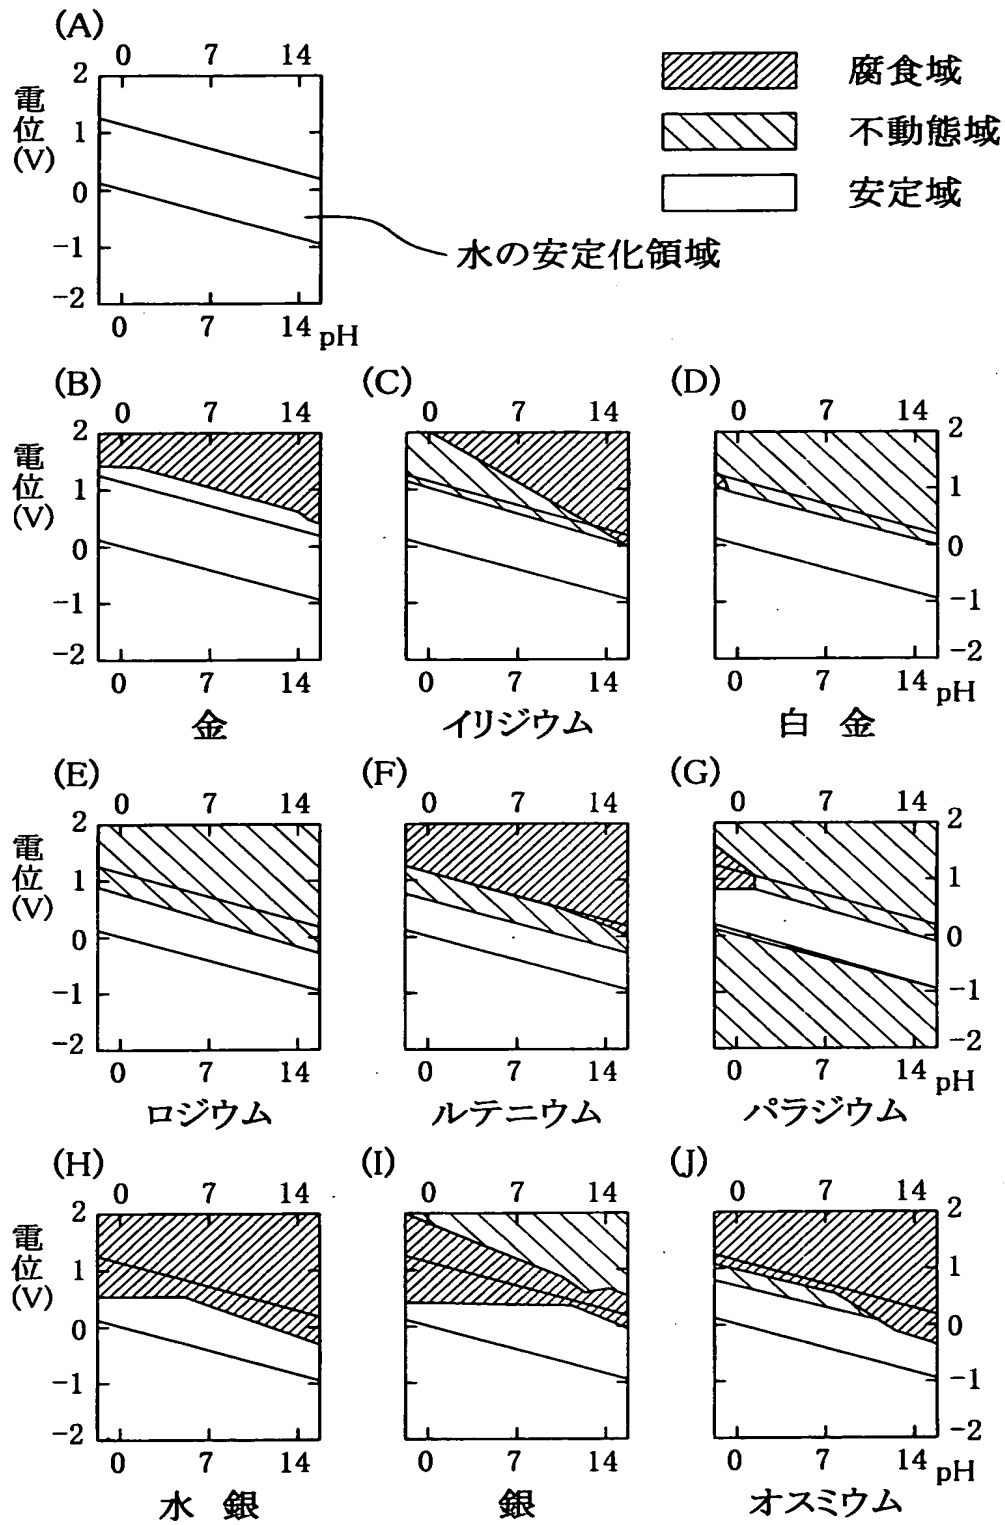 (A)
0 7 14
2
1
0
-1
-2
電位(V)
0 7 14 pH
腐食域
不動態域
安定域
水の安定化領域
(B) (C) (D)
0 7 14 0 7 14 0 7 14
電位(V)
2 2
1 1
0 0
-1 -1
-2 -2
0 7 14 0 7 14 0 7 14 pH
金 イリジウム 白金
(E) (F) (G)
0 7 14 0 7 14 0 7 14
電位(V)
2 2
1 1
0 0
-1 -1
-2 -2
0 7 14 0 7 14 0 7 14 pH
ロジウム ルテニウム パラジウム
(H) (I) (J)
0 7 14 0 7 14 0 7 14
電位(V)
2 2
1 1
0 0
-1 -1
-2 -2
0 7 14 0 7 14 0 7 14 pH
水銀 銀 オスミウム